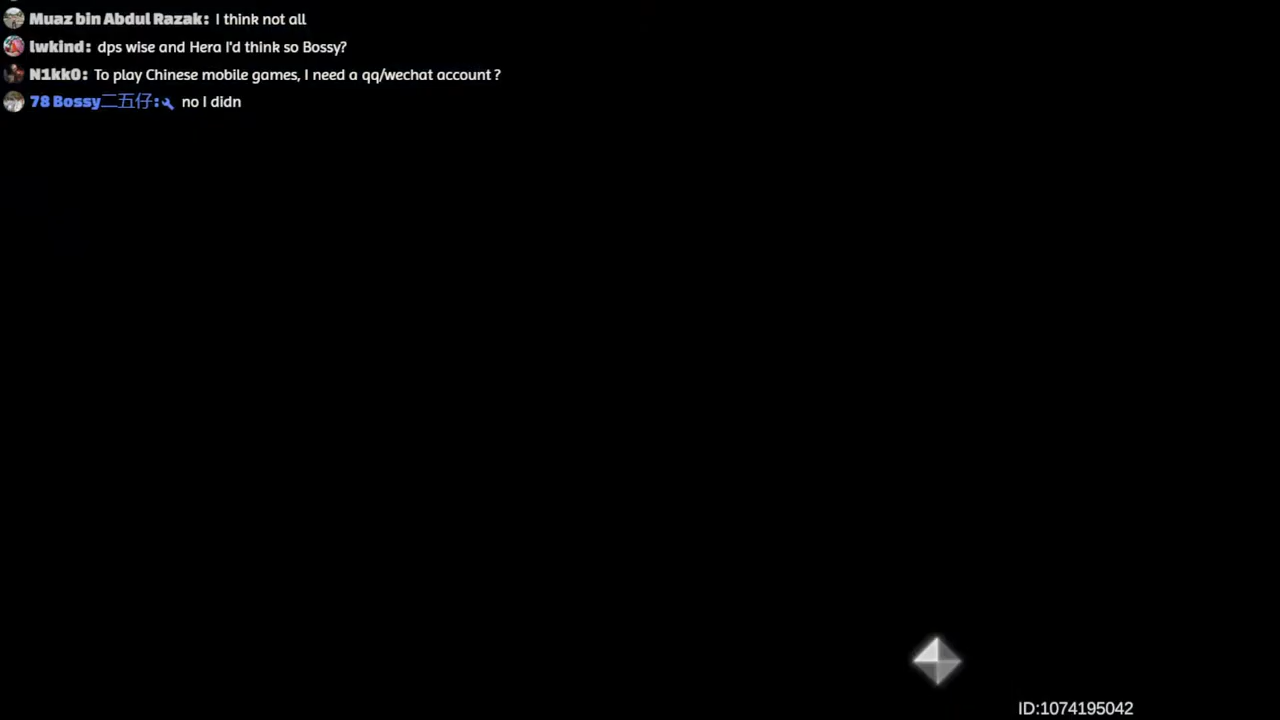 Muaz bin Abdul Razak: I think not all
lwkind: dps wise and Hera I'd think so Bossy?
N1kk0: To play Chinese mobile games, I need a qq/wechat account ?
78 Bossy二五仔: no I didn
ID:1074195042